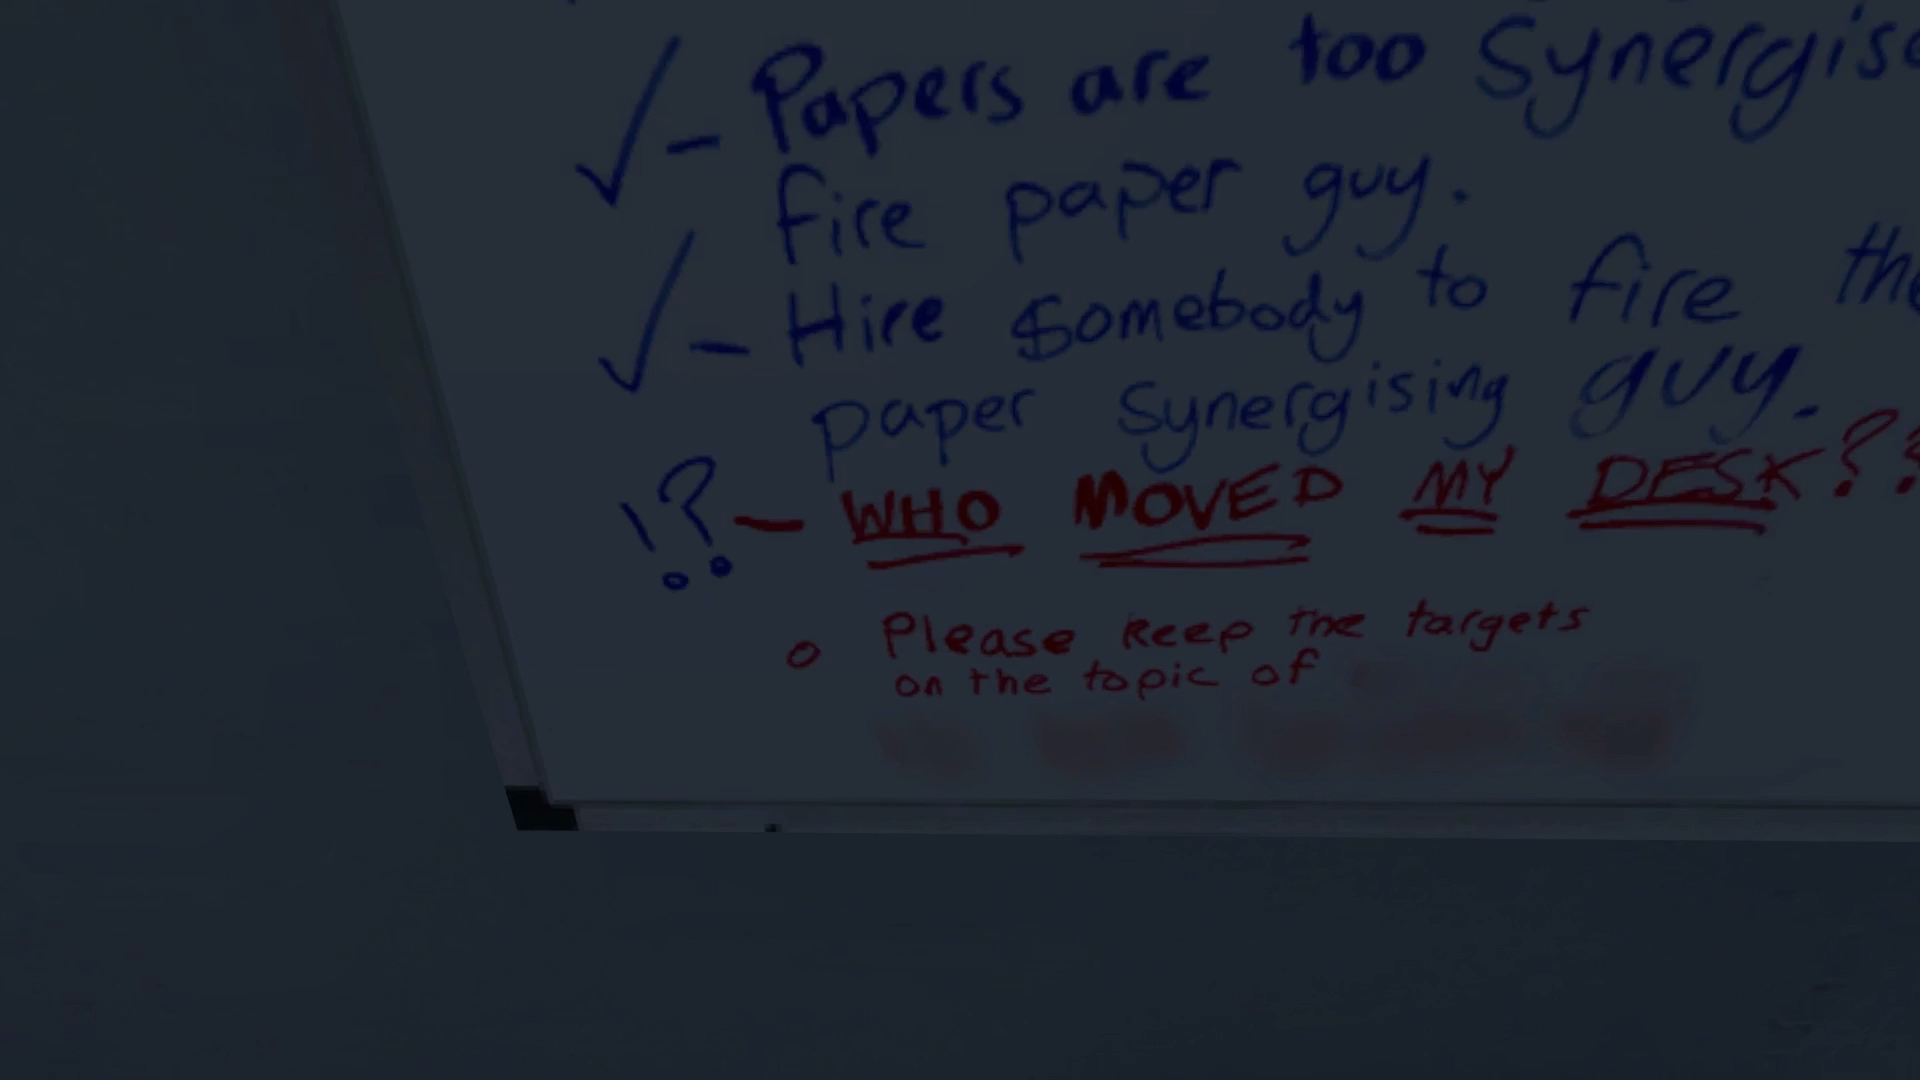 ✓ - Papers are too Synergis
fire paper guy.
✓ - Hire Somebody to fire the
paper Synergising guy.
!? - WHO MOVED MY DESK??
o Please keep the targets
on the topic of